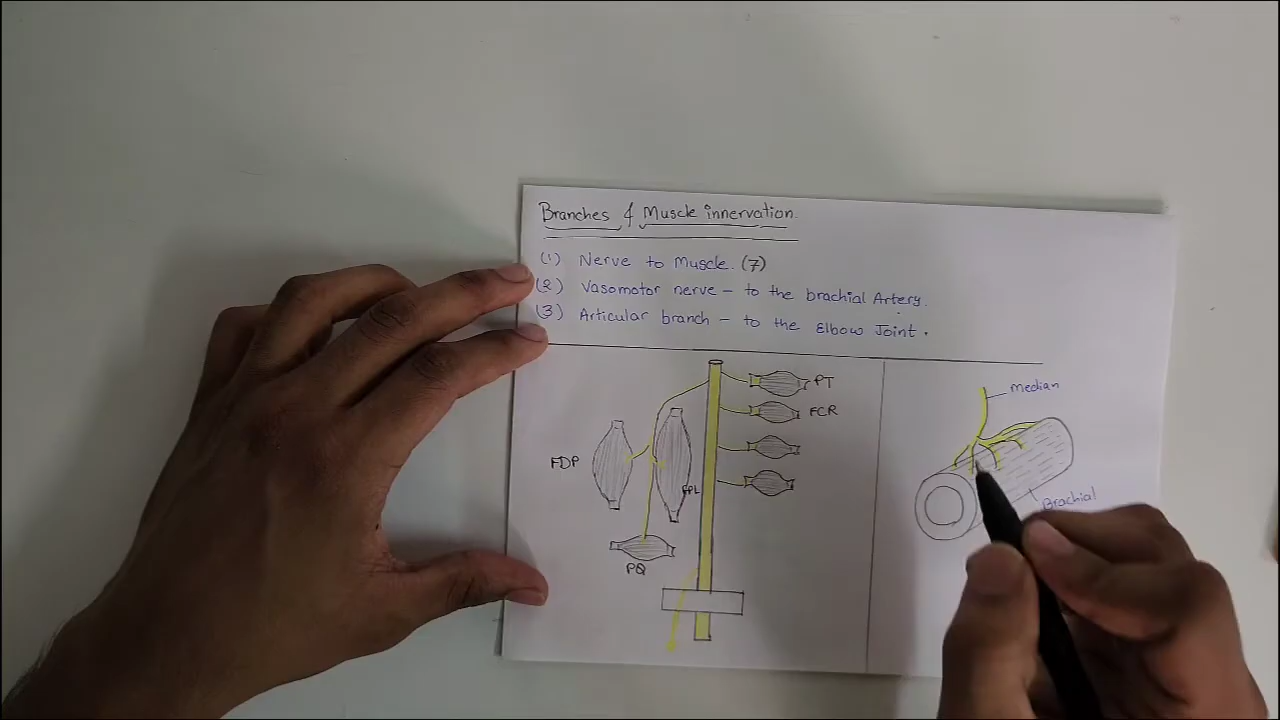 Branches & Muscle innervation.
(1) Nerve to Muscle. (7)
(2) Vasomotor nerve - to the brachial Artery.
(3) Articular branch - to the Elbow Joint.
PT
FCR
FDP
FPL
PQ
Median
Brachial